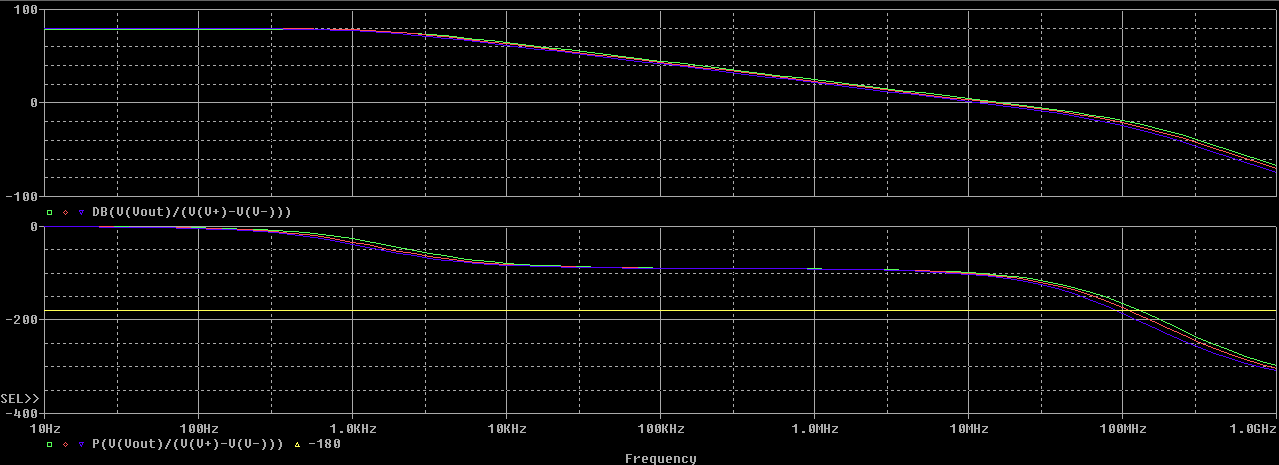 100
0
-100
DB(V(Vout)/(V(V+)-V(V-)))
0
-200
SEL>>
-400
10Hz 100Hz 1.0KHz 10KHz 100KHz 1.0MHz 10MHz 100MHz 1.0GHz
P(V(Vout)/(V(V+)-V(V-))) -180
Frequency